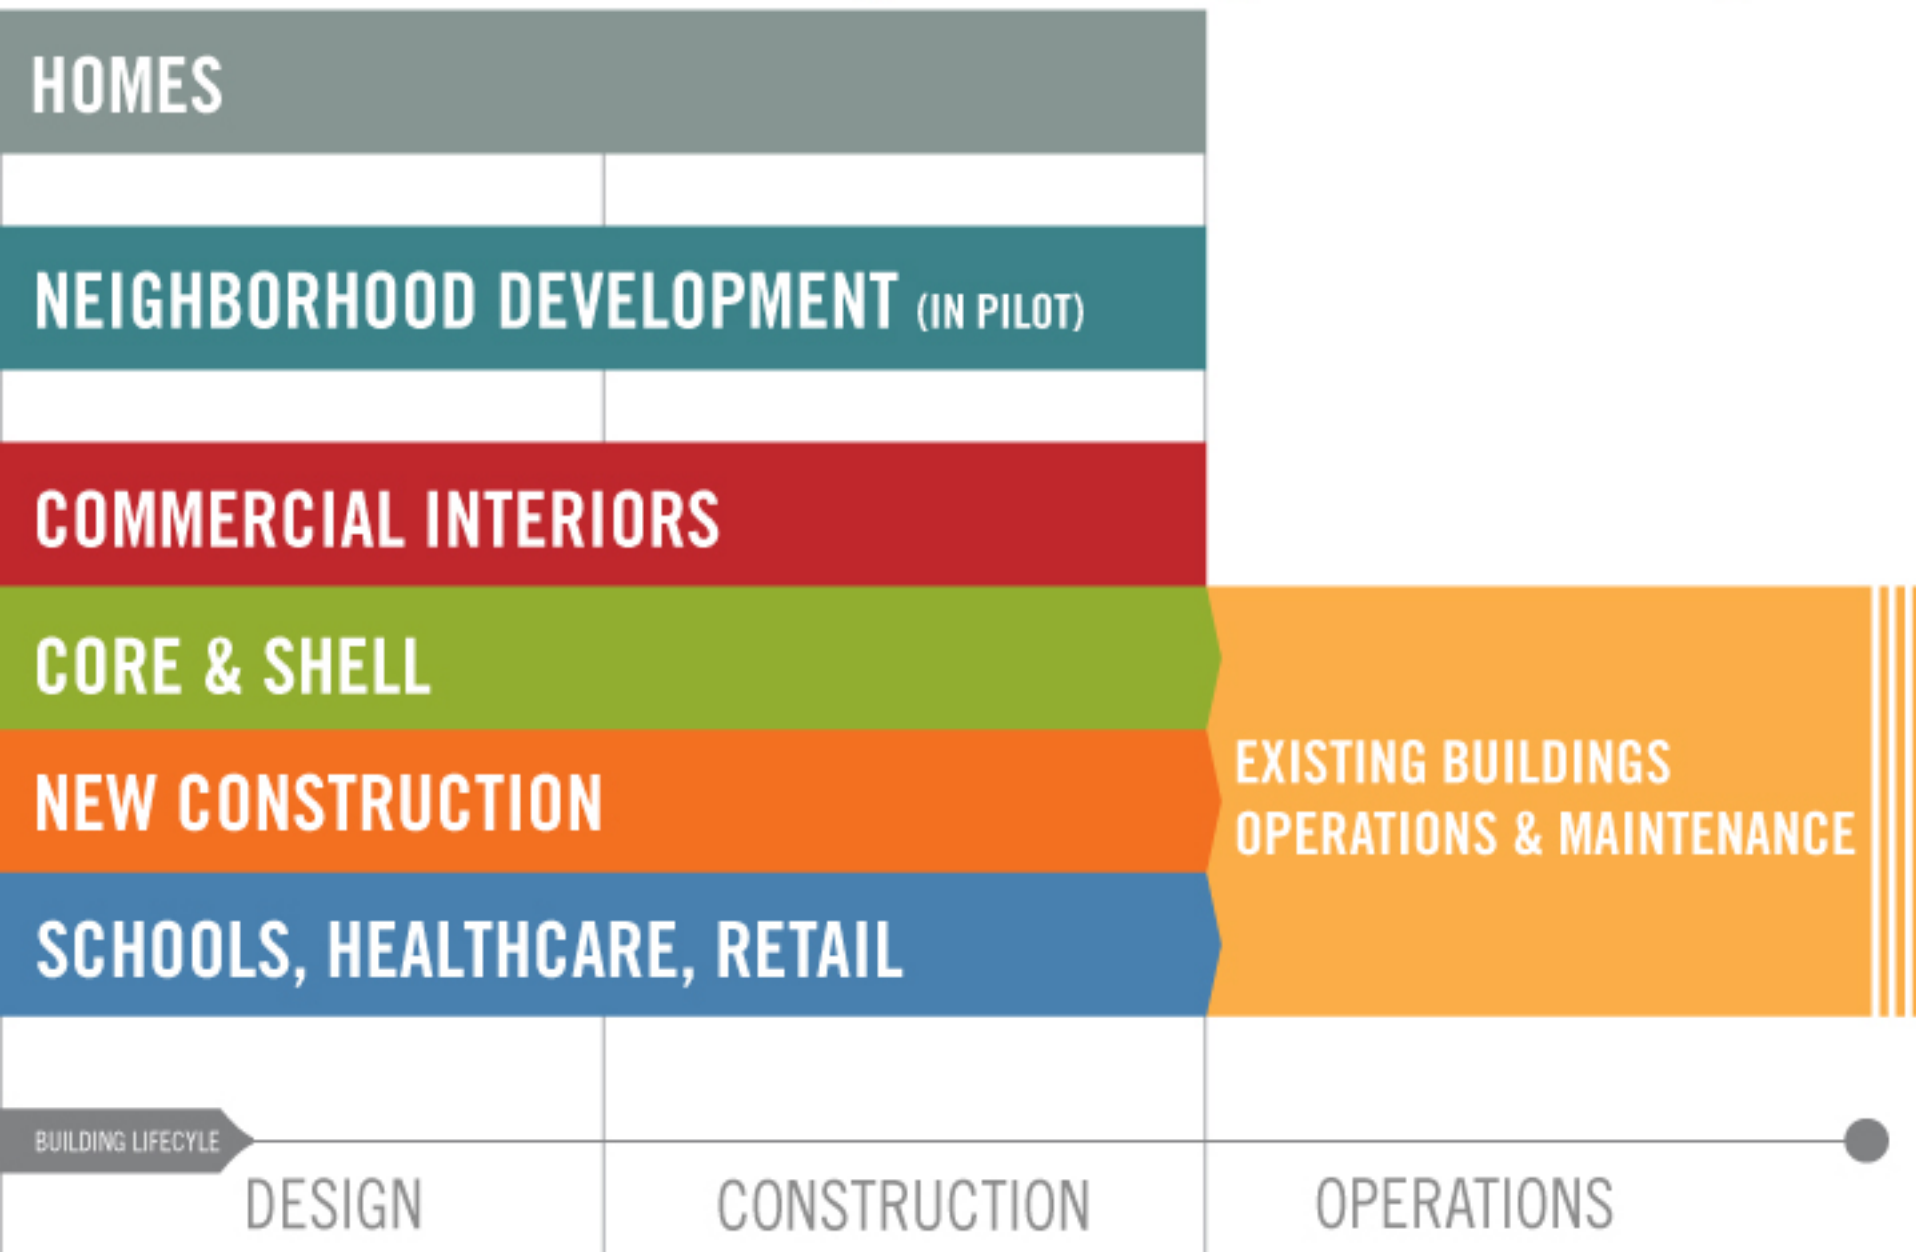 HOMES
NEIGHBORHOOD DEVELOPMENT (IN PILOT)
COMMERCIAL INTERIORS
CORE & SHELL
NEW CONSTRUCTION
SCHOOLS, HEALTHCARE, RETAIL
EXISTING BUILDINGS
OPERATIONS & MAINTENANCE
BUILDING LIFECYLE
DESIGN
CONSTRUCTION
OPERATIONS